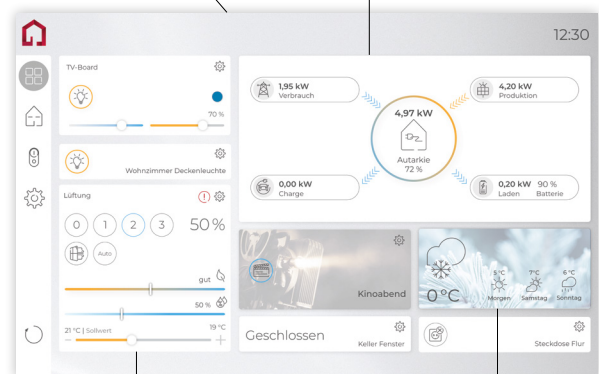 12:30
TV-Board
70 %
Wohnzimmer Deckenleuchte
Lüftung
0 1 2 3 50%
Auto
gut
50 %
21 °C | Sollwert 19 °C
1,95 kW
Verbrauch
4,20 kW
Produktion
4,97 kW
Autarkie
72 %
0,00 kW
Charge
0,20 kW 90 %
Laden Batterie
Kinoabend
0 °C
5 °C 7°C 6 °C
Morgen Samstag Sonntag
Geschlossen
Keller Fenster
Steckdose Flur